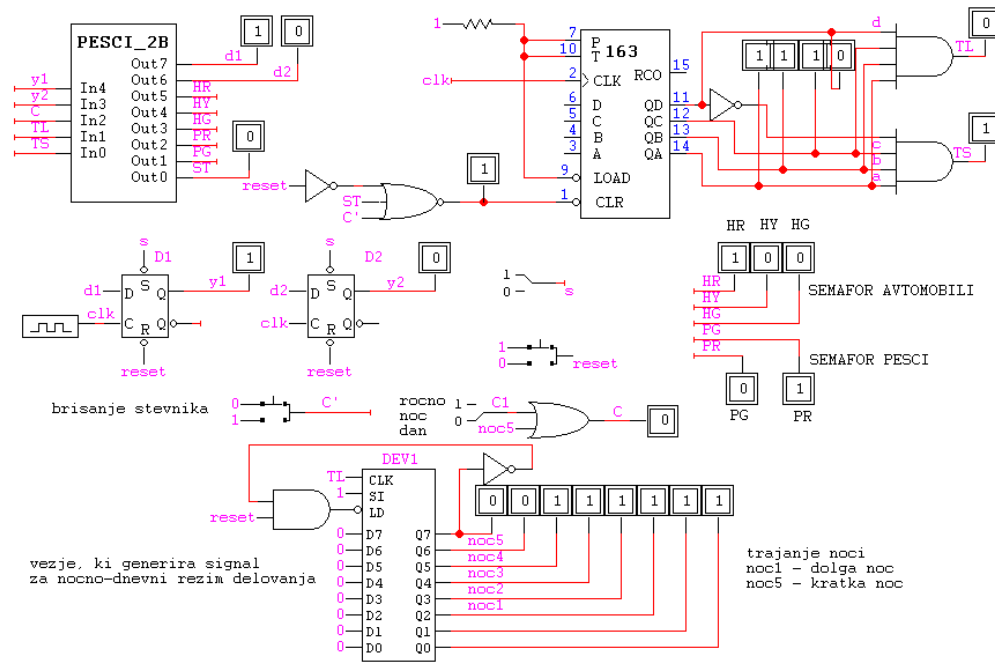 PESCI_2B
y1 In4 Out7 d1 1 0
y2 In3 Out6 d2
C In2 Out5 HR
TL In1 Out4 HY
TS In0 Out3 HG
Out2 PR
Out1 PG
Out0 ST 0
1
7 P 163
10 T RCO 15
clk 2 CLK
6 D QD 11
5 C QC 12
4 B QB 13
3 A QA 14
9 LOAD
1 CLR
reset
ST
C'
1
1 1 1 0
d
c
b
a
TL 0
TS 1
s
D1
d1 D S Q y1 1
clk C R Q
reset
s
D2
d2 D S Q y2 0
clk C R Q
reset
1
0 s
1
0 reset
HR HY HG
1 0 0
HR
HY
HG
PG
PR
SEMAFOR AVTOMOBILI
SEMAFOR PESCI
0 1
PG PR
brisanje stevnika
0
1 C'
rocno
noc
dan
1
0 C1
noc5
C 0
DEV1
TL CLK
1 SI
reset LD
0 D7 Q7
0 D6 Q6 noc5
0 D5 Q5 noc4
0 D4 Q4 noc3
0 D3 Q3 noc2
0 D2 Q2 noc1
0 D1 Q1
0 D0 Q0
0 0 1 1 1 1 1 1
vezje, ki generira signal
za nocno-dnevni rezim delovanja
trajanje noci
noc1 - dolga noc
noc5 - kratka noc